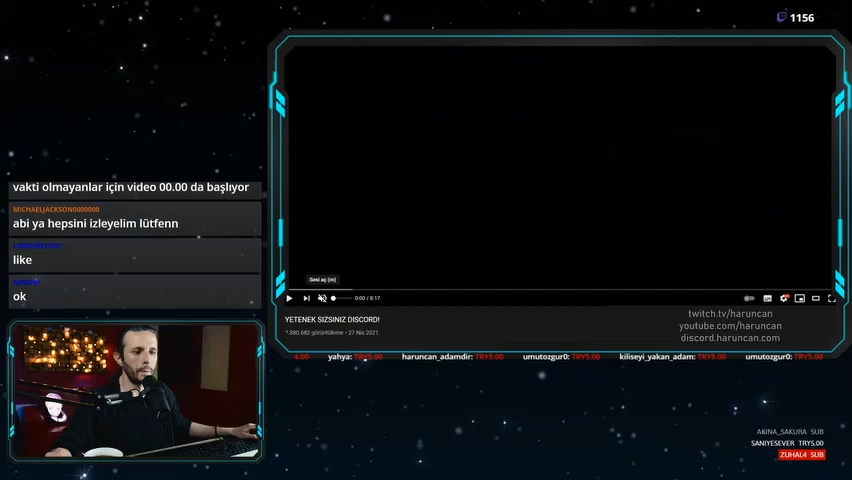 1156
vakti olmayanlar için video 00.00 da başlıyor
MICHAELJACKSON0000000
abi ya hepsini izleyelim lütfenn
like
ok
Sesi aç (m)
0:00 / 8:17
YETENEK SIZSINIZ DISCORD!
880.682 görüntüleme • 27 Nis 2021
twitch.tv/haruncan
youtube.com/haruncan
discord.haruncan.com
4.00 yahya: TRY5.00 haruncan_adamdir: TRY5.00 umutozgur0: TRY5.00 kiliseyi_yakan_adam: TRY5.00 umutozgur0: TRY5.00
AKINA_SAKURA SUB
SANIYESEVER TRY5.00
ZUHAL4 SUB